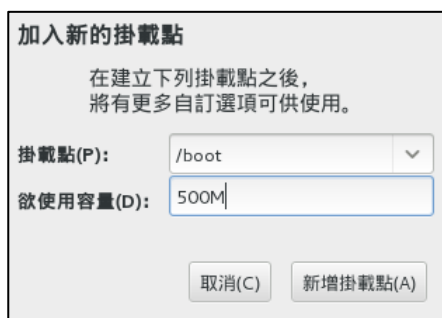 加入新的掛載點
在建立下列掛載點之後，
將有更多自訂選項可供使用。
掛載點(P)： /boot
欲使用容量(D)： 500M
取消(C) 新增掛載點(A)